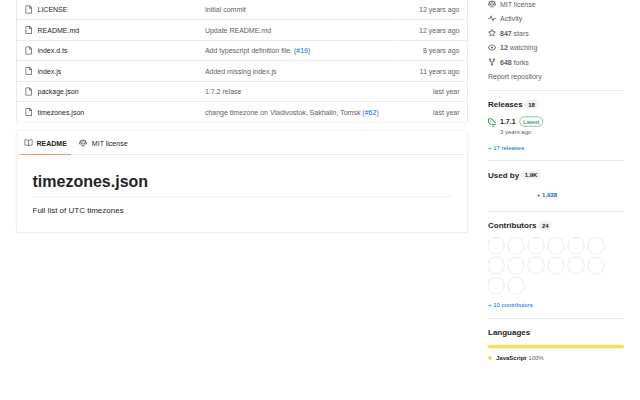 LICENSE Initial commit 12 years ago
README.md Update README.md 12 years ago
index.d.ts Add typescript definition file. (#19) 8 years ago
index.js Added missing index.js 11 years ago
package.json 1.7.2 relase last year
timezones.json change timezone on Vladivostok, Sakhalin, Tomsk (#62) last year
README MIT license
timezones.json
Full list of UTC timezones
MIT license
Activity
847 stars
12 watching
648 forks
Report repository
Releases 18
1.7.1 Latest
3 years ago
+ 17 releases
Used by 1.9K
+ 1,938
Contributors 24
+ 10 contributors
Languages
JavaScript 100%